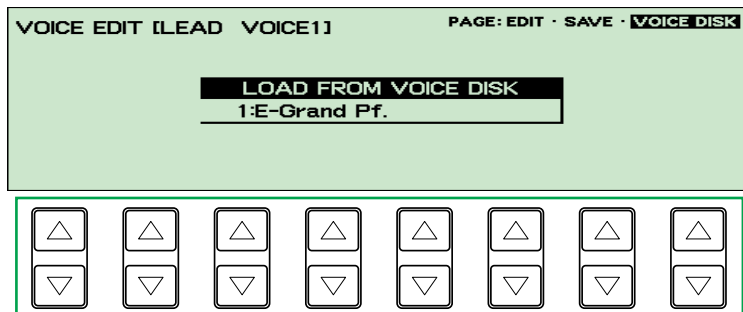 VOICE EDIT [LEAD VOICE1]
PAGE: EDIT · SAVE · VOICE DISK
LOAD FROM VOICE DISK
1:E-Grand Pf.